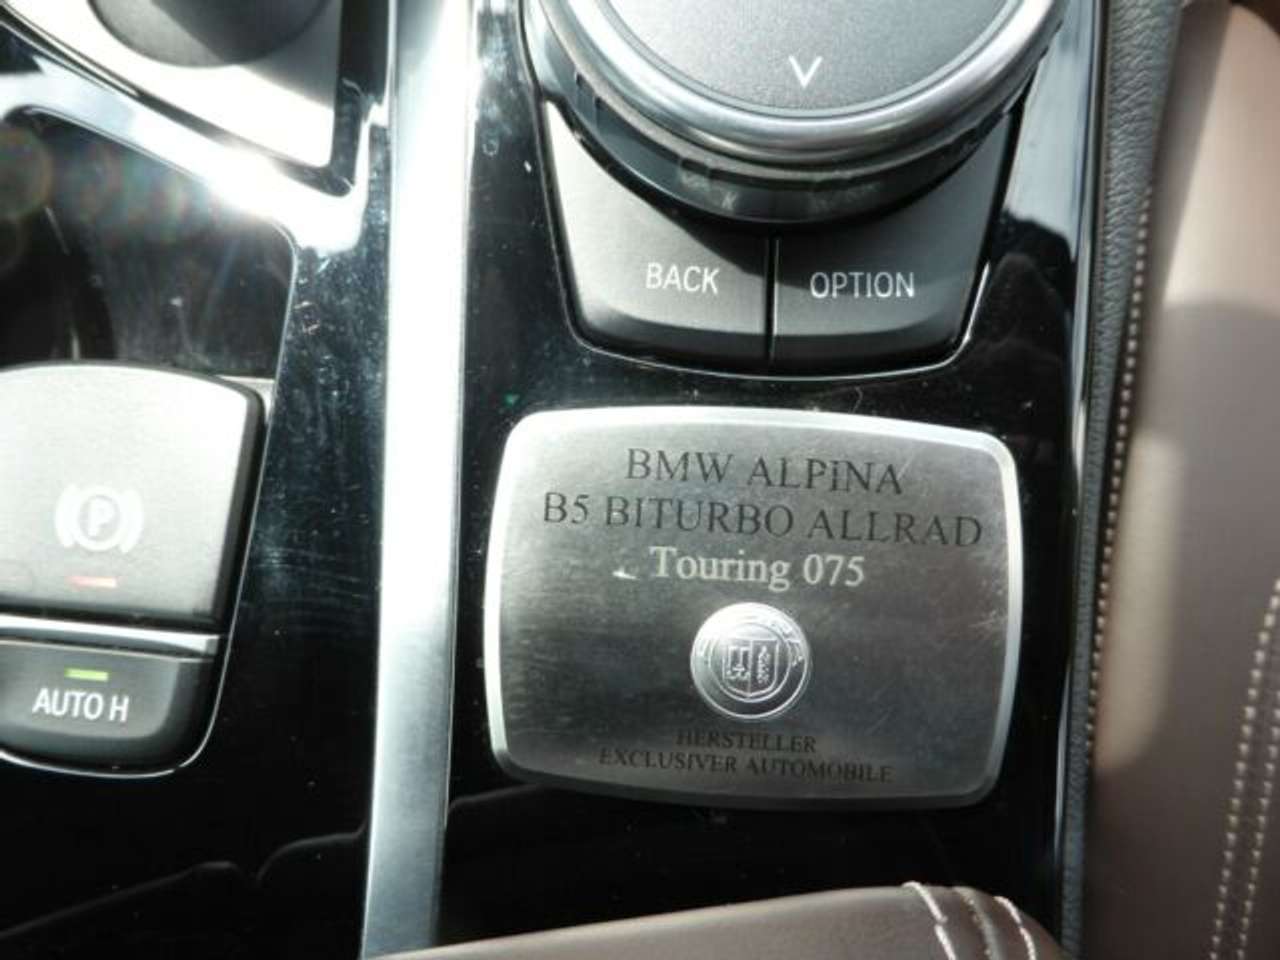 BACK
OPTION
BMW ALPINA
B5 BITURBO ALLRAD
Touring 075
HERSTELLER
EXCLUSIVER AUTOMOBILE
P
AUTO H